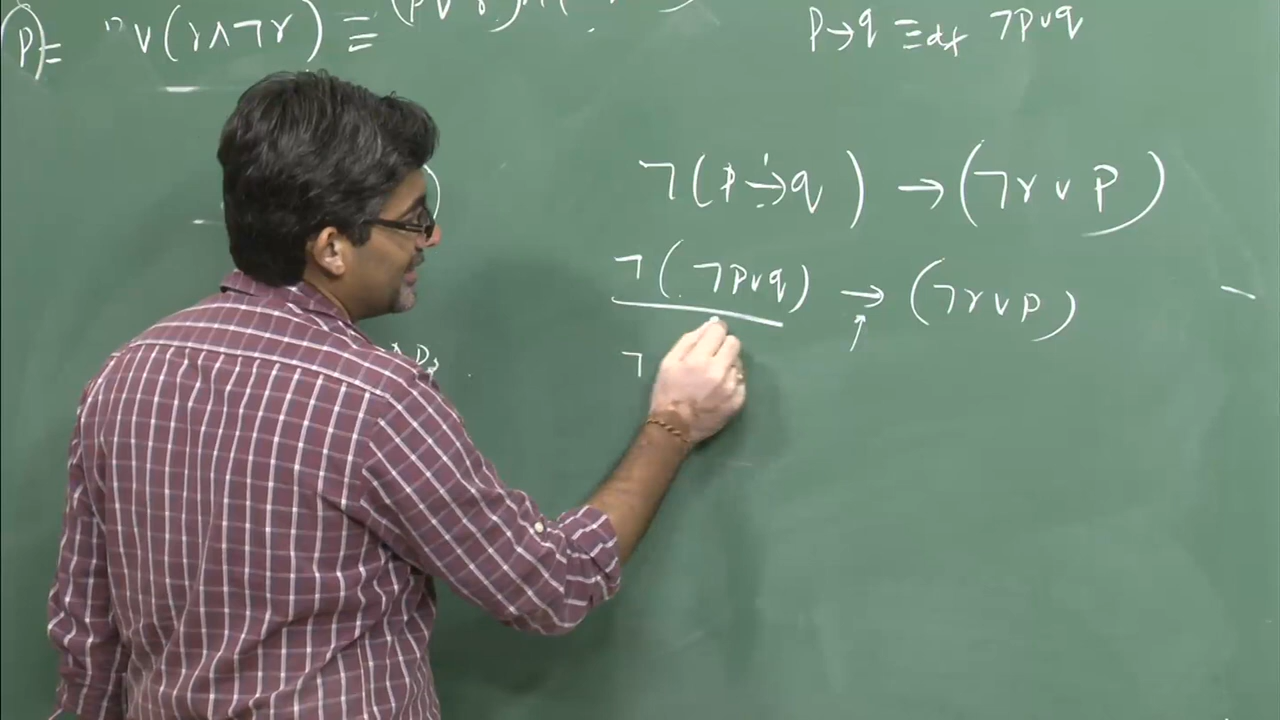 P = p ∨ (r ∧ ¬r) ≡ (p ∨ r) ∧ (
p → q ≡df ¬p ∨ q
¬(p → q) → (¬r ∨ p)
¬(¬p ∨ q) → (¬r ∨ p)
¬